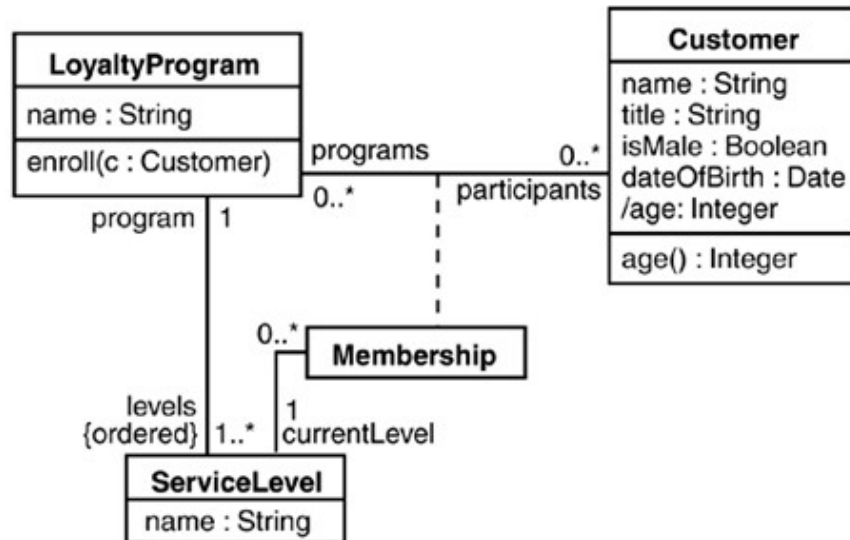 LoyaltyProgram
name : String
enroll(c : Customer)
Customer
name : String
title : String
isMale : Boolean
dateOfBirth : Date
/age: Integer
age() : Integer
programs
0..*
0..*
participants
program
1
0..*
Membership
levels
{ordered}
1..*
1
currentLevel
ServiceLevel
name : String